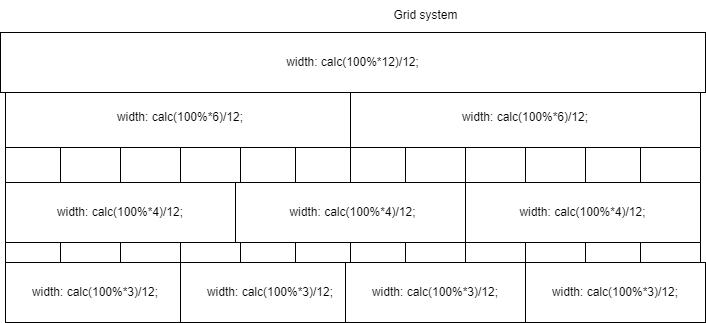 Grid system
width: calc(100%*12)/12;
width: calc(100%*6)/12; width: calc(100%*6)/12;
width: calc(100%*4)/12; width: calc(100%*4)/12; width: calc(100%*4)/12;
width: calc(100%*3)/12; width: calc(100%*3)/12; width: calc(100%*3)/12; width: calc(100%*3)/12;